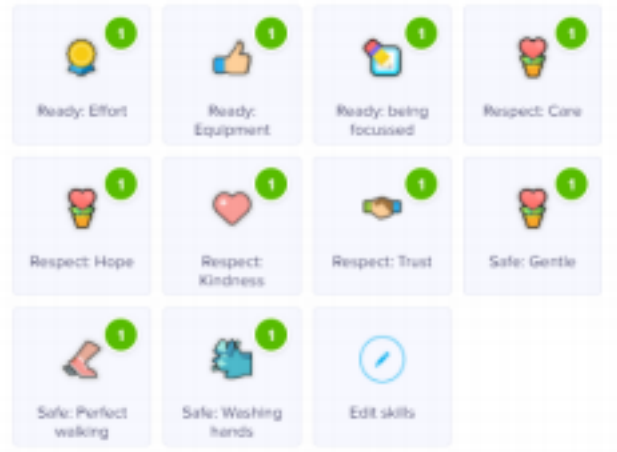 1
1
1
1
Ready: Effort
Ready:
Equipment
Ready: being
focussed
Respect: Care
1
1
1
1
Respect: Hope
Respect:
Kindness
Respect: Trust
Safe: Gentle
1
1
Safe: Perfect
walking
Safe: Washing
hands
Edit skills